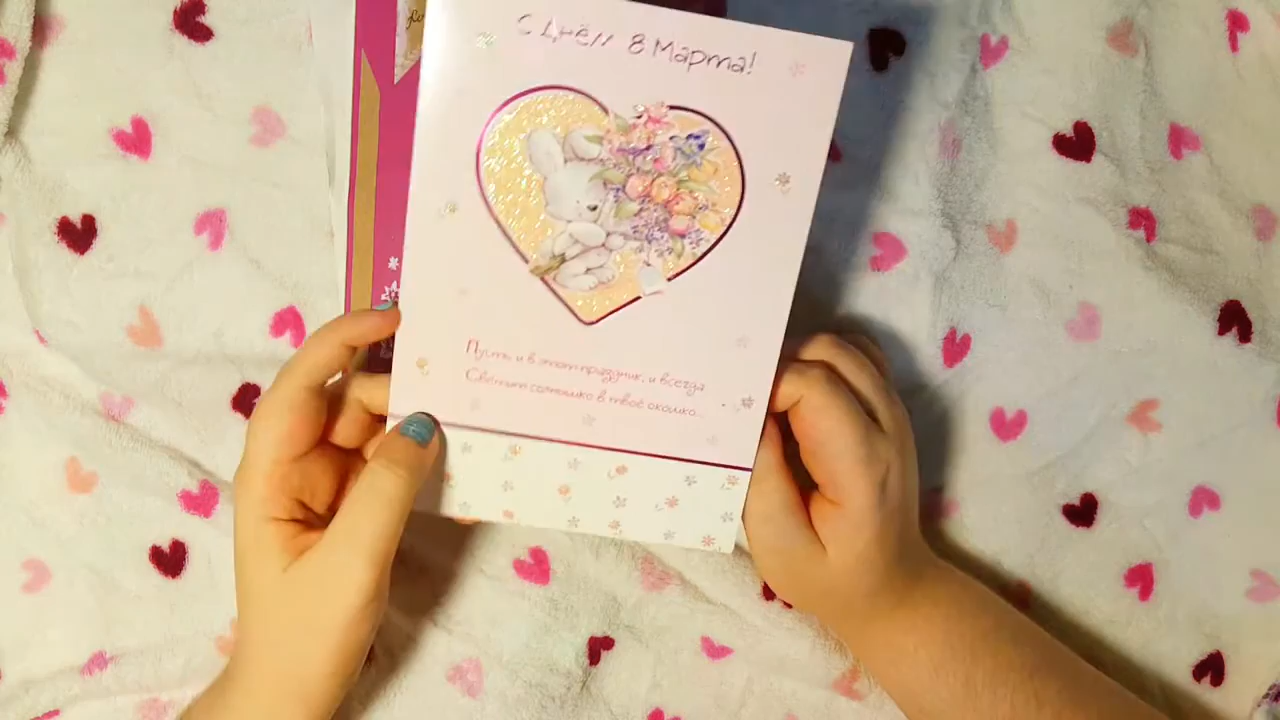 С Днём 8 Марта!
Пусть и в этот праздник, и всегда
Светит солнышко в твоё окошко...